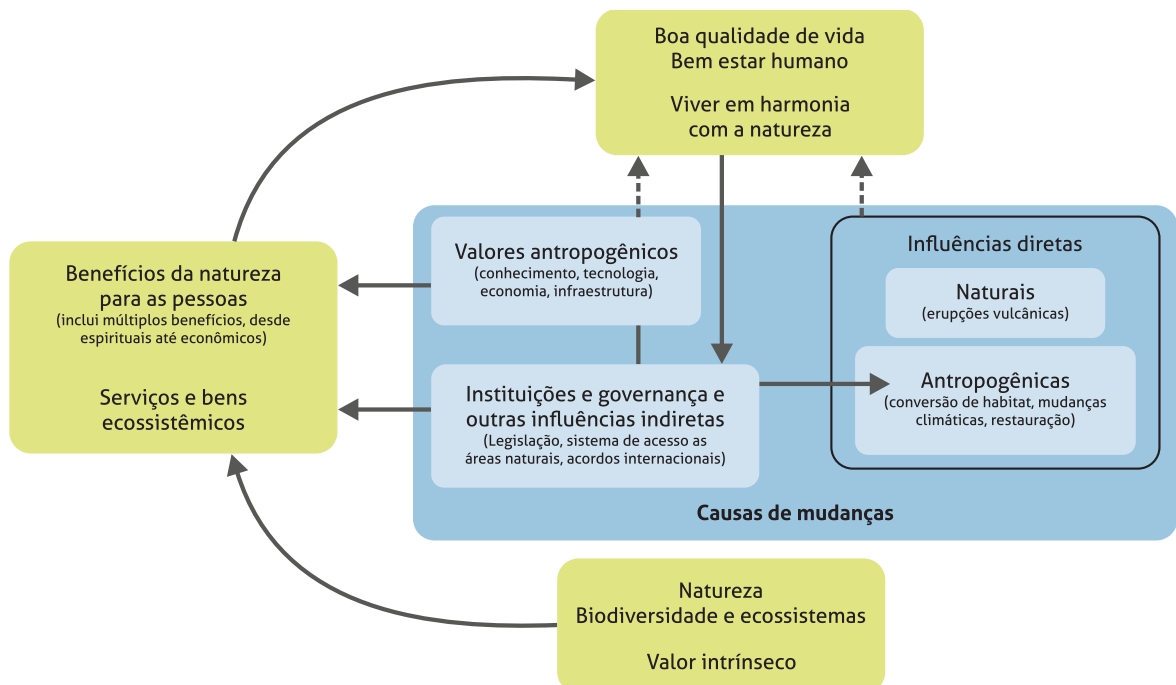 Boa qualidade de vida
Bem estar humano
Viver em harmonia
com a natureza
Benefícios da natureza
para as pessoas
(inclui múltiplos benefícios, desde
espirituais até econômicos)
Serviços e bens
ecossistêmicos
Valores antropogênicos
(conhecimento, tecnologia,
economia, infraestrutura)
Instituições e governança e
outras influências indiretas
(Legislação, sistema de acesso as
áreas naturais, acordos internacionais)
Influências diretas
Naturais
(erupções vulcânicas)
Antropogênicas
(conversão de habitat, mudanças
climáticas, restauração)
Causas de mudanças
Natureza
Biodiversidade e ecossistemas
Valor intrínseco